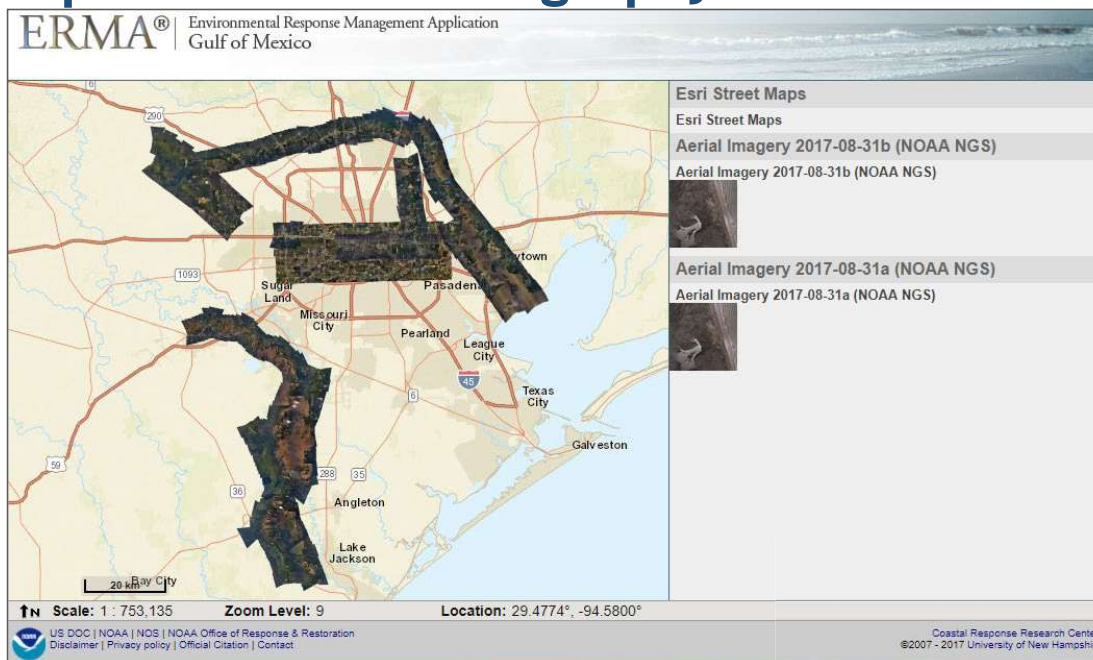 ERMA® Environmental Response Management Application
Gulf of Mexico
6
290
1093
Sugar
Land
Missouri
City
Pasadena
ytown
Pearland
League
City
45
Texas
City
6
Galveston
59
36
288
35
Angleton
Lake
Jackson
Bay City
20 km
Esri Street Maps
Esri Street Maps
Aerial Imagery 2017-08-31b (NOAA NGS)
Aerial Imagery 2017-08-31b (NOAA NGS)
Aerial Imagery 2017-08-31a (NOAA NGS)
Aerial Imagery 2017-08-31a (NOAA NGS)
N Scale: 1 : 753,135 Zoom Level: 9 Location: 29.4774°, -94.5800°
US DOC | NOAA | NOS | NOAA Office of Response & Restoration
Disclaimer | Privacy policy | Official Citation | Contact
Coastal Response Research Cente
©2007 - 2017 University of New Hampshi